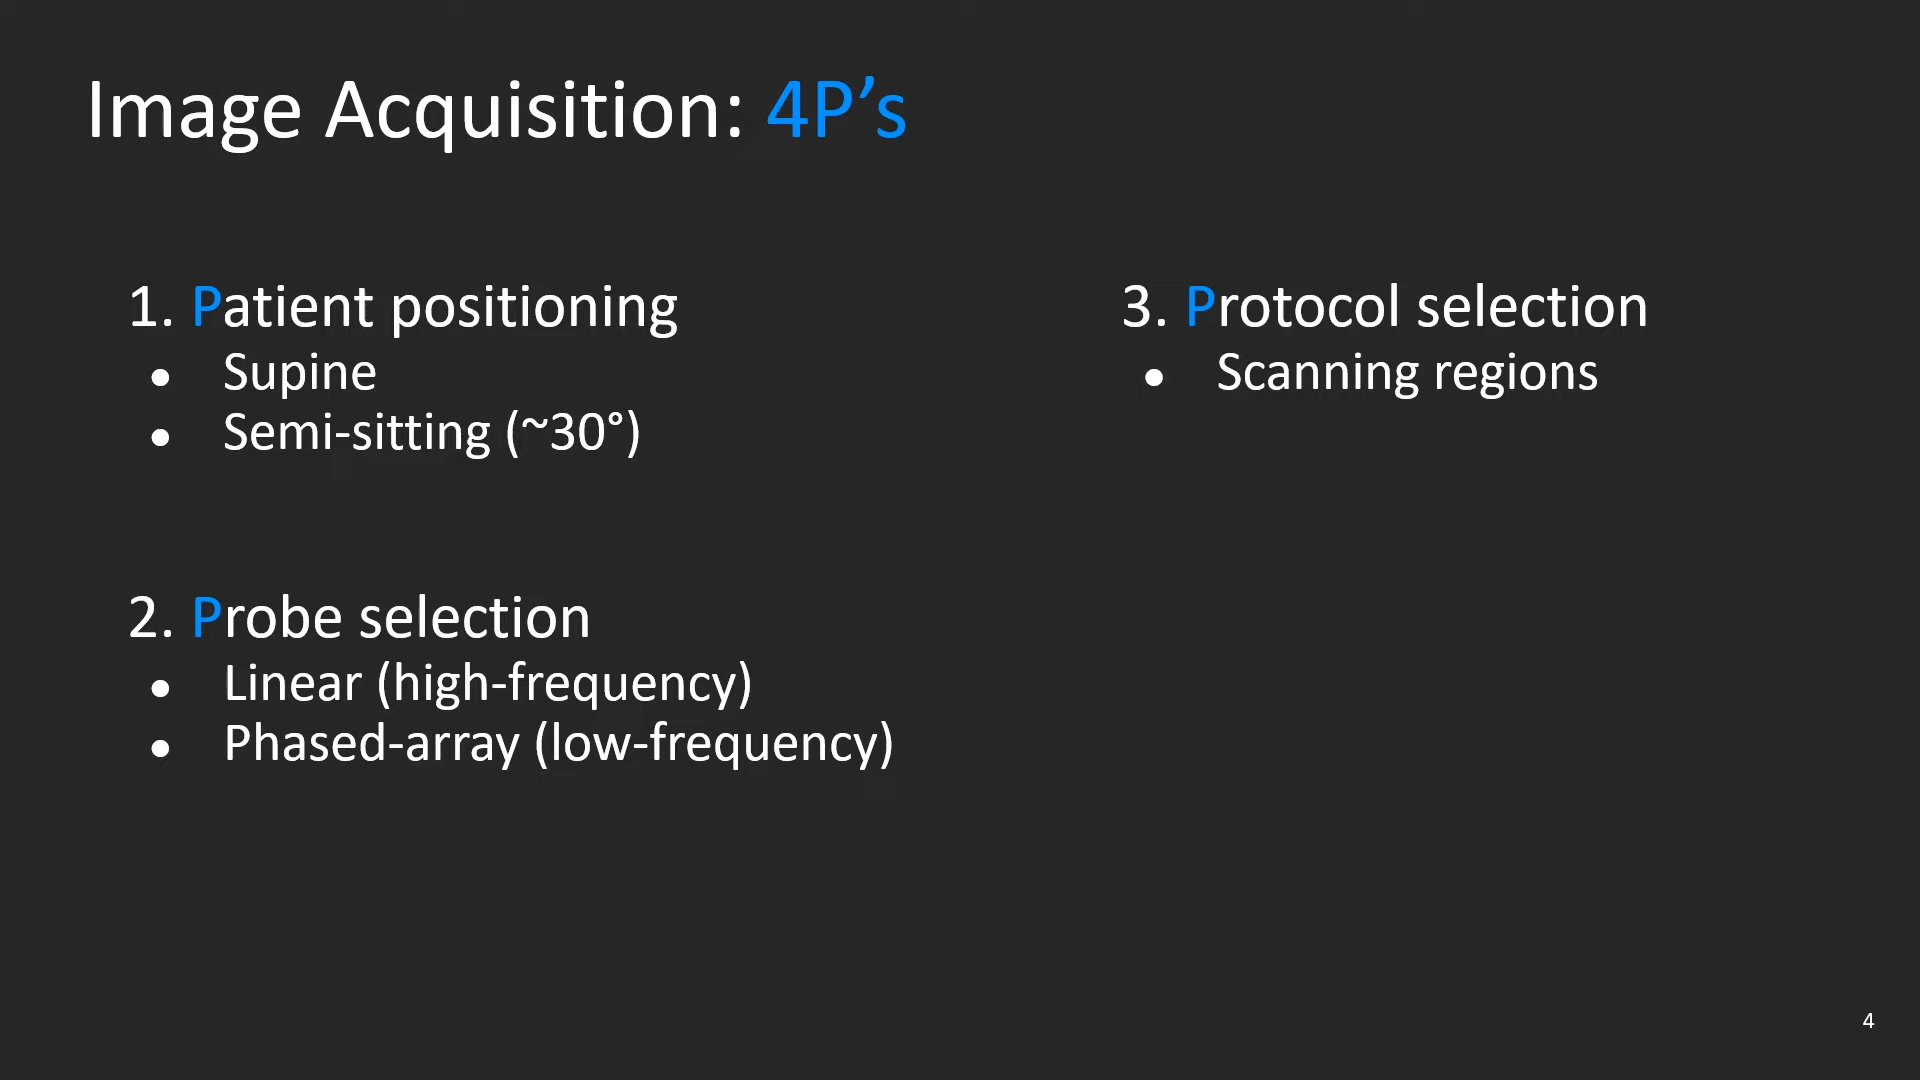 Image Acquisition: 4P’s
1. Patient positioning
● Supine
● Semi-sitting (~30°)
2. Probe selection
● Linear (high-frequency)
● Phased-array (low-frequency)
3. Protocol selection
● Scanning regions
4